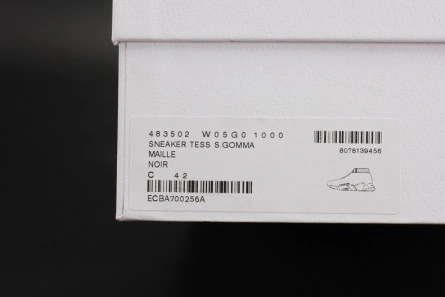 483502 W05G0 1000
SNEAKER TESS S.GOMMA
MAILLE
NOIR
C 42
ECBA700256A
8078139456